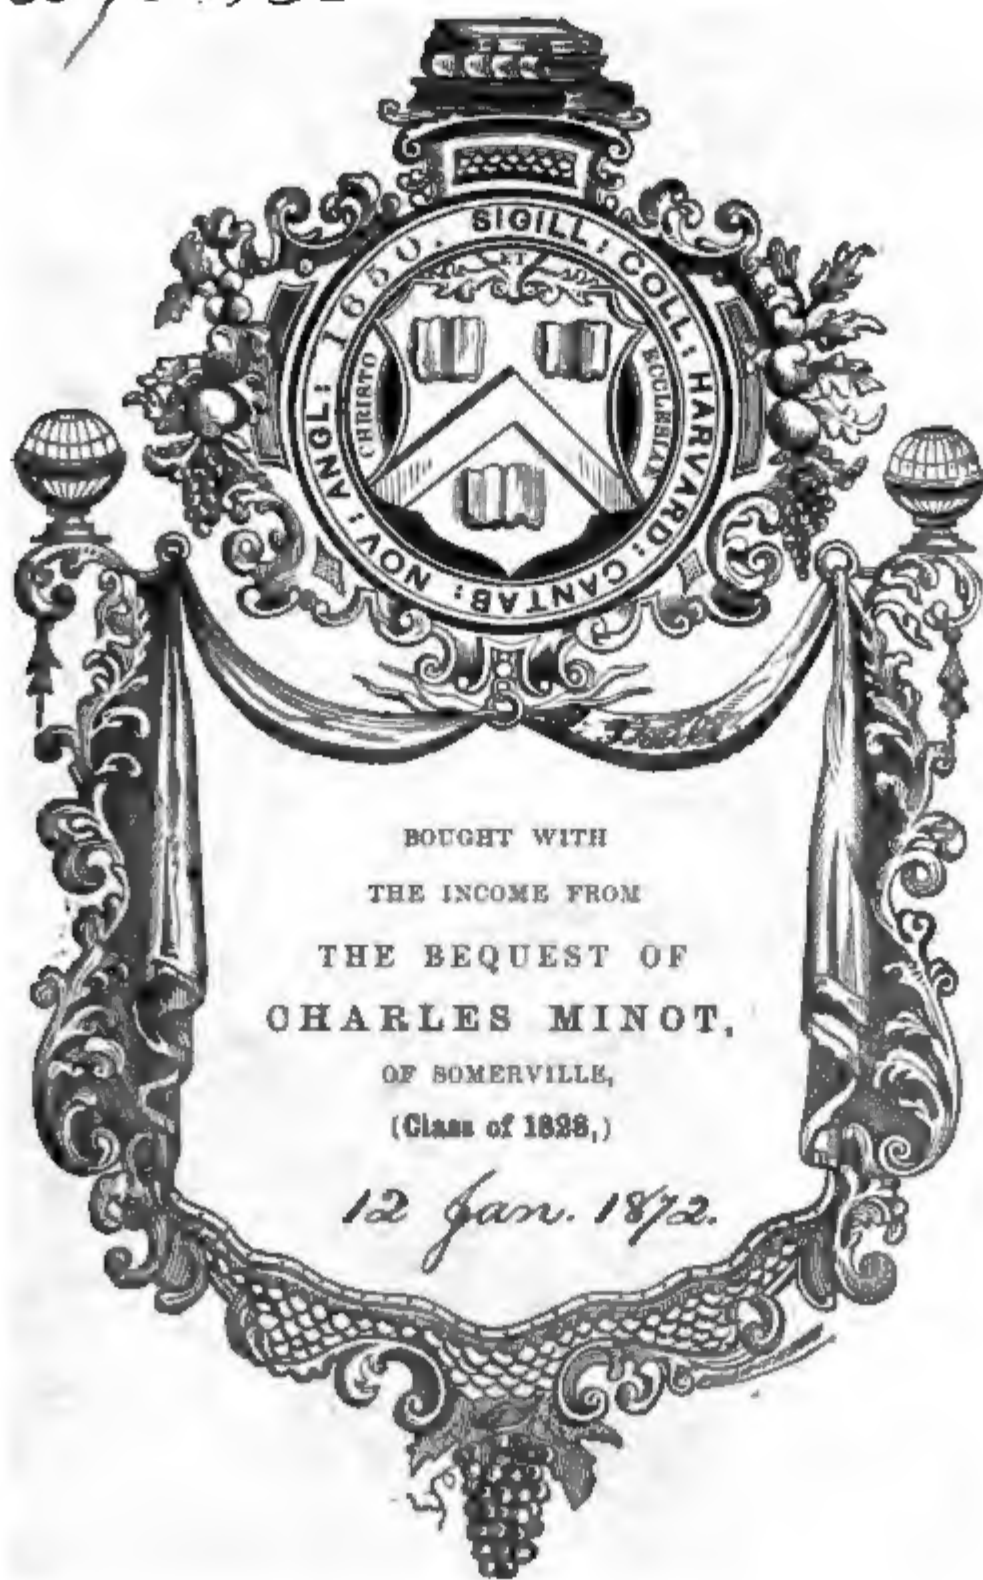 SIGILL: COLL: HARVARD: CANTAB: NOV: ANGL: 1650.
CHRISTO
ET
ECCLESIAE
BOUGHT WITH
THE INCOME FROM
THE BEQUEST OF
CHARLES MINOT,
OF SOMERVILLE,
(Class of 1828,)
12 Jan. 1872.